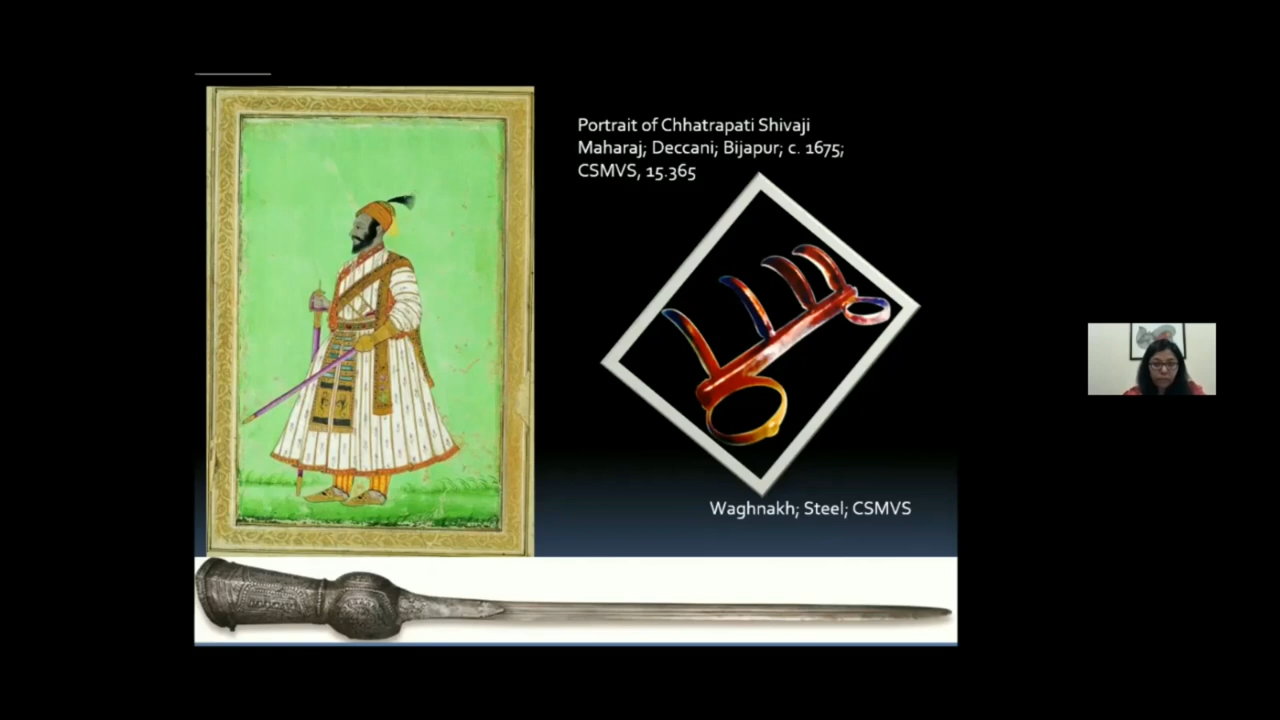 Portrait of Chhatrapati Shivaji
Maharaj; Deccani; Bijapur; c. 1675;
CSMVS, 15.365
Waghnakh; Steel; CSMVS